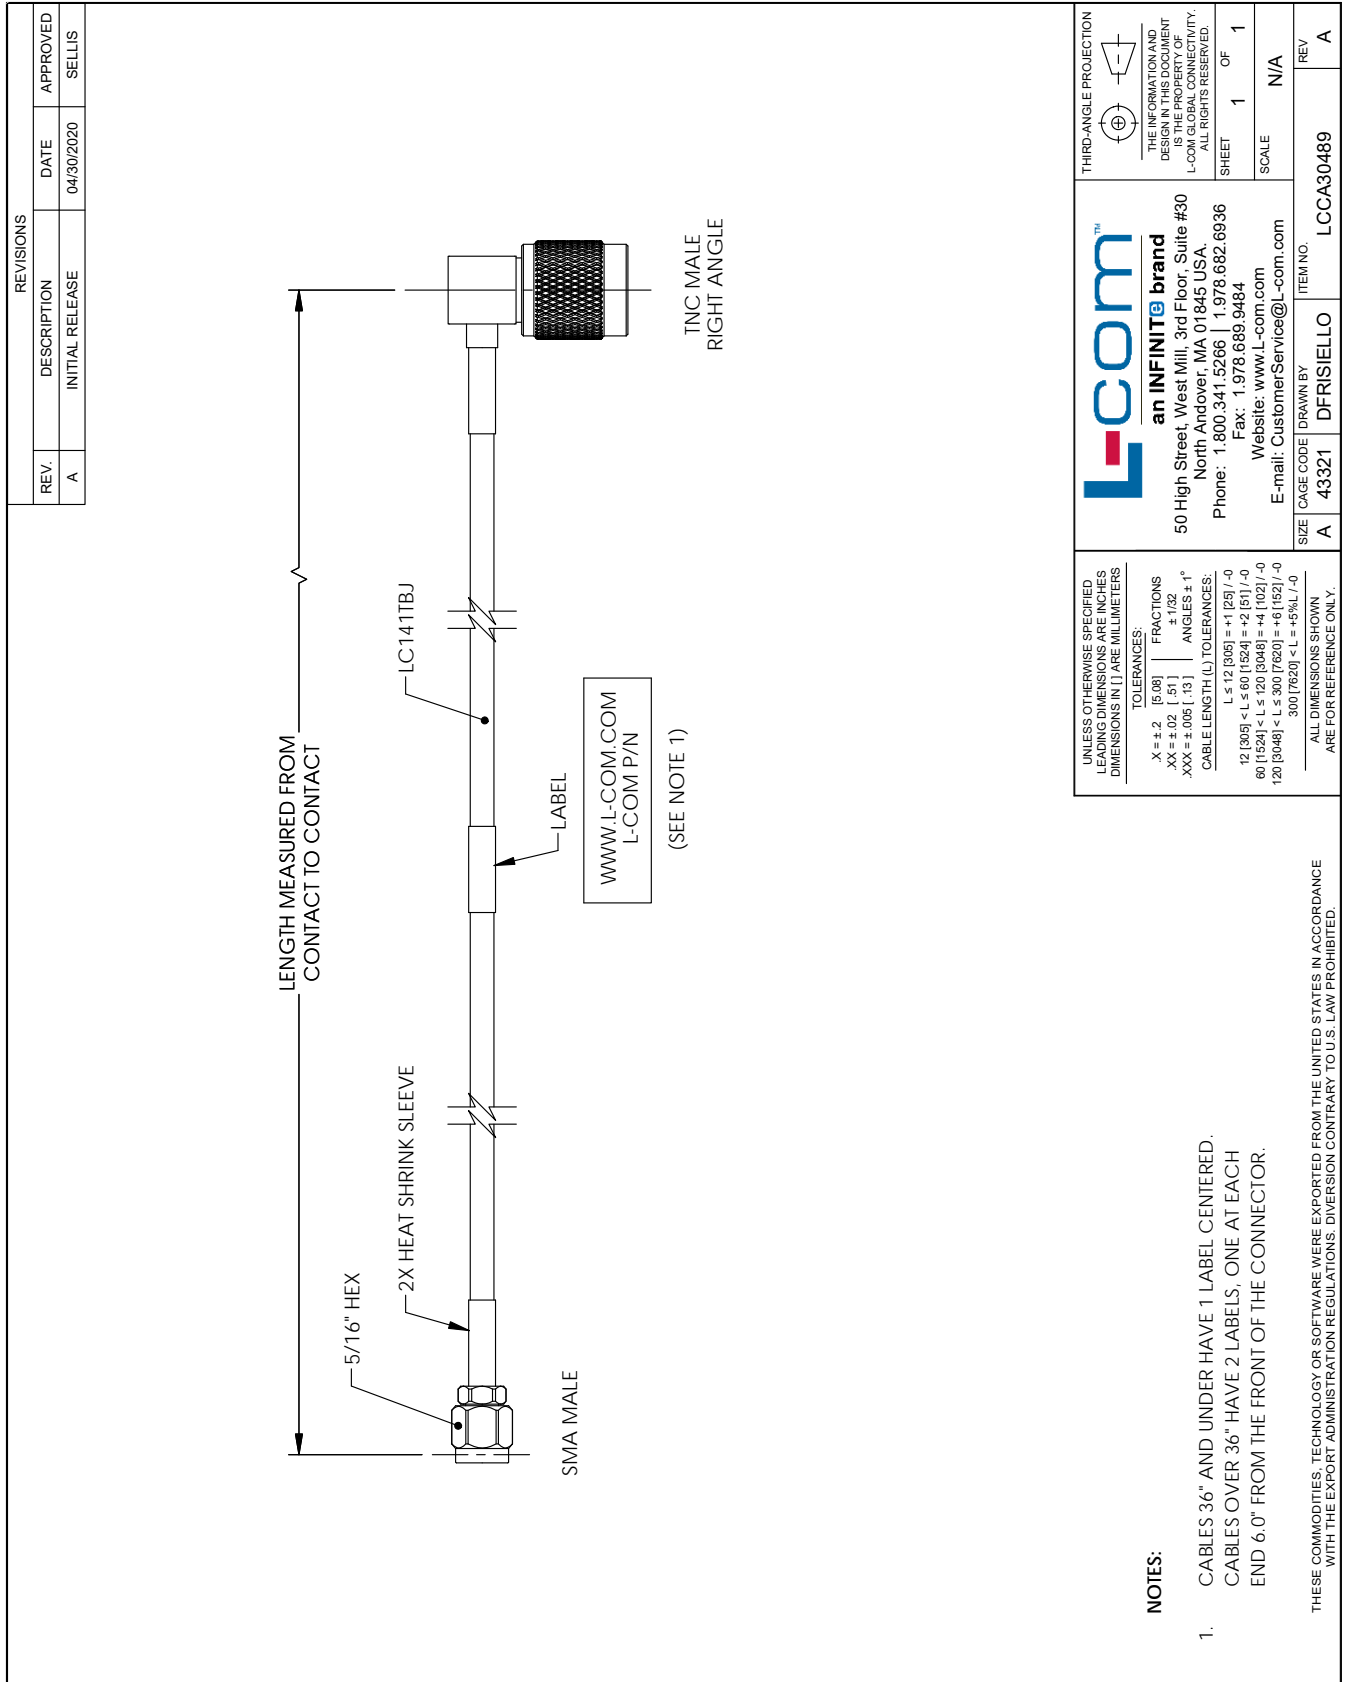 REVISIONS
REV. DESCRIPTION DATE APPROVED
A INITIAL RELEASE 04/30/2020 SELLIS
LENGTH MEASURED FROM
CONTACT TO CONTACT
5/16" HEX
2X HEAT SHRINK SLEEVE
LC141TBJ
LABEL
WWW.L-COM.COM
L-COM P/N
(SEE NOTE 1)
SMA MALE
TNC MALE
RIGHT ANGLE
NOTES:
1. CABLES 36" AND UNDER HAVE 1 LABEL CENTERED.
CABLES OVER 36" HAVE 2 LABELS, ONE AT EACH
END 6.0" FROM THE FRONT OF THE CONNECTOR.
THESE COMMODITIES, TECHNOLOGY OR SOFTWARE WERE EXPORTED FROM THE UNITED STATES IN ACCORDANCE
WITH THE EXPORT ADMINISTRATION REGULATIONS. DIVERSION CONTRARY TO U.S. LAW PROHIBITED.
UNLESS OTHERWISE SPECIFIED
LEADING DIMENSIONS ARE INCHES
DIMENSIONS IN [ ] ARE MILLIMETERS
TOLERANCES:
.X = ±.2 [5.08] FRACTIONS
.XX = ±.02 [.51] ± 1/32
.XXX = ±.005 [.13] ANGLES ± 1°
CABLE LENGTH (L) TOLERANCES:
L ≤ 12 [305] = +1 [25] / -0
12 [305] < L ≤ 60 [1524] = +2 [51] / -0
60 [1524] < L ≤ 120 [3048] = +4 [102] / -0
120 [3048] < L ≤ 300 [7620] = +6 [152] / -0
300 [7620] < L = +5%L / -0
ALL DIMENSIONS SHOWN
ARE FOR REFERENCE ONLY.
L-com™
an INFINITe brand
50 High Street, West Mill, 3rd Floor, Suite #30
North Andover, MA 01845 USA.
Phone: 1.800.341.5266 | 1.978.682.6936
Fax: 1.978.689.9484
Website: www.L-com.com
E-mail: CustomerService@L-com.com
THIRD-ANGLE PROJECTION
THE INFORMATION AND
DESIGN IN THIS DOCUMENT
IS THE PROPERTY OF
L-COM GLOBAL CONNECTIVITY.
ALL RIGHTS RESERVED.
SHEET 1 OF 1
SCALE N/A
SIZE A
CAGE CODE 43321
DRAWN BY DFRISIELLO
ITEM NO. LCCA30489
REV A